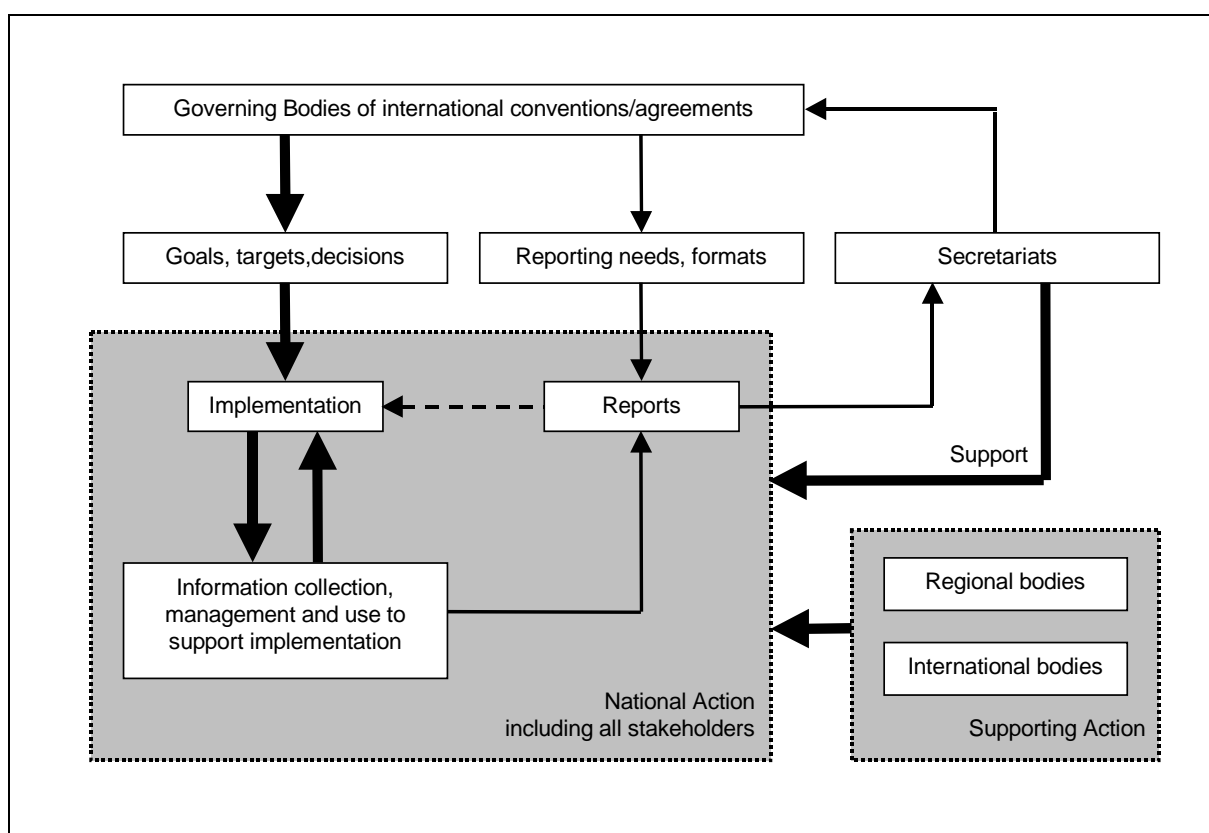 Governing Bodies of international conventions/agreements
Goals, targets,decisions
Reporting needs, formats
Secretariats
Implementation
Reports
Support
Information collection,
management and use to
support implementation
Regional bodies
International bodies
National Action
including all stakeholders
Supporting Action